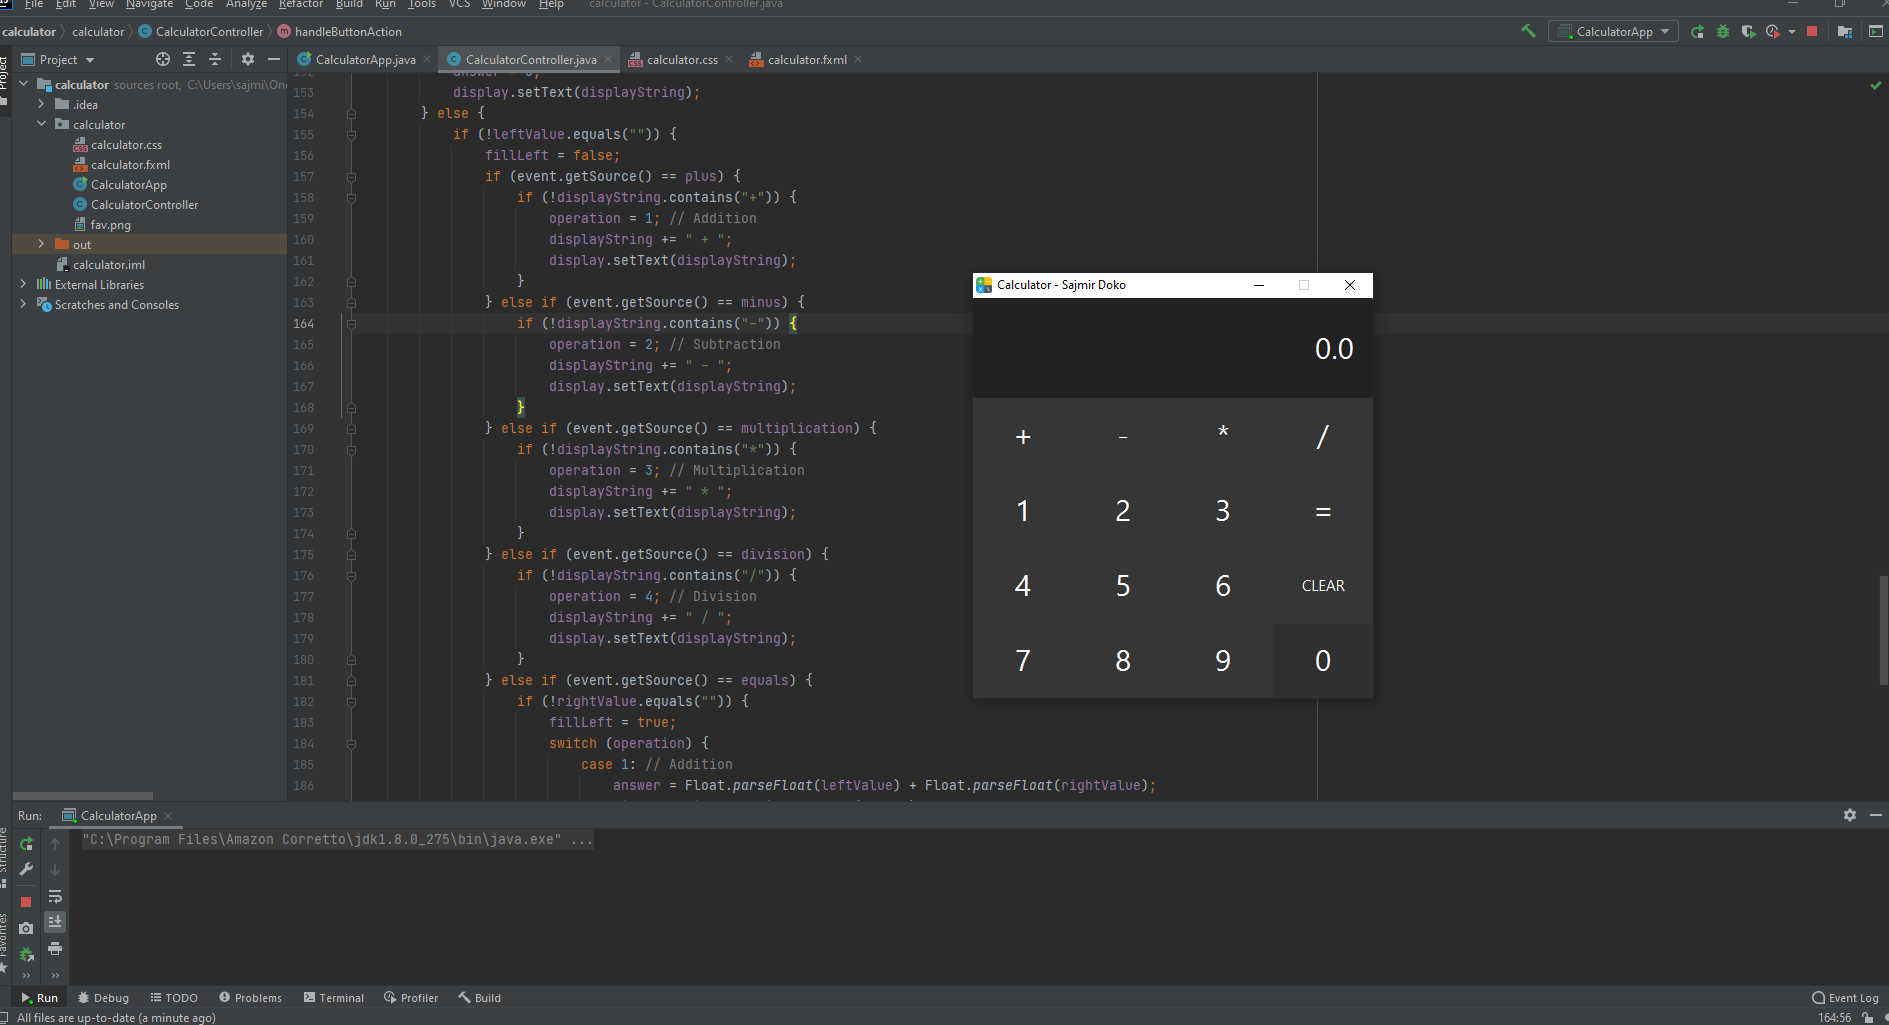 File Edit View Navigate Code Analyze Refactor Build Run Tools VCS Window Help calculator - CalculatorController.java
calculator calculator CalculatorController handleButtonAction
CalculatorApp
Project
Project
CalculatorApp.java CalculatorController.java calculator.css calculator.fxml
calculator sources root, C:\Users\sajmi\On
.idea
calculator
calculator.css
calculator.fxml
CalculatorApp
CalculatorController
fav.png
out
calculator.iml
External Libraries
Scratches and Consoles
152 answer = 0;
153 display.setText(displayString);
154 } else {
155 if (!leftValue.equals("")) {
156 fillLeft = false;
157 if (event.getSource() == plus) {
158 if (!displayString.contains("+")) {
159 operation = 1; // Addition
160 displayString += " + ";
161 display.setText(displayString);
162 }
163 } else if (event.getSource() == minus) {
164 if (!displayString.contains("-")) {
165 operation = 2; // Subtraction
166 displayString += " - ";
167 display.setText(displayString);
168 }
169 } else if (event.getSource() == multiplication) {
170 if (!displayString.contains("*")) {
171 operation = 3; // Multiplication
172 displayString += " * ";
173 display.setText(displayString);
174 }
175 } else if (event.getSource() == division) {
176 if (!displayString.contains("/")) {
177 operation = 4; // Division
178 displayString += " / ";
179 display.setText(displayString);
180 }
181 } else if (event.getSource() == equals) {
182 if (!rightValue.equals("")) {
183 fillLeft = true;
184 switch (operation) {
185 case 1: // Addition
186 answer = Float.parseFloat(leftValue) + Float.parseFloat(rightValue);
Calculator - Sajmir Doko
0.0
+ - * /
1 2 3 =
4 5 6 CLEAR
7 8 9 0
Run: CalculatorApp
"C:\Program Files\Amazon Corretto\jdk1.8.0_275\bin\java.exe" ...
Structure
Favorites
Run Debug TODO Problems Terminal Profiler Build Event Log
All files are up-to-date (a minute ago) 164:56